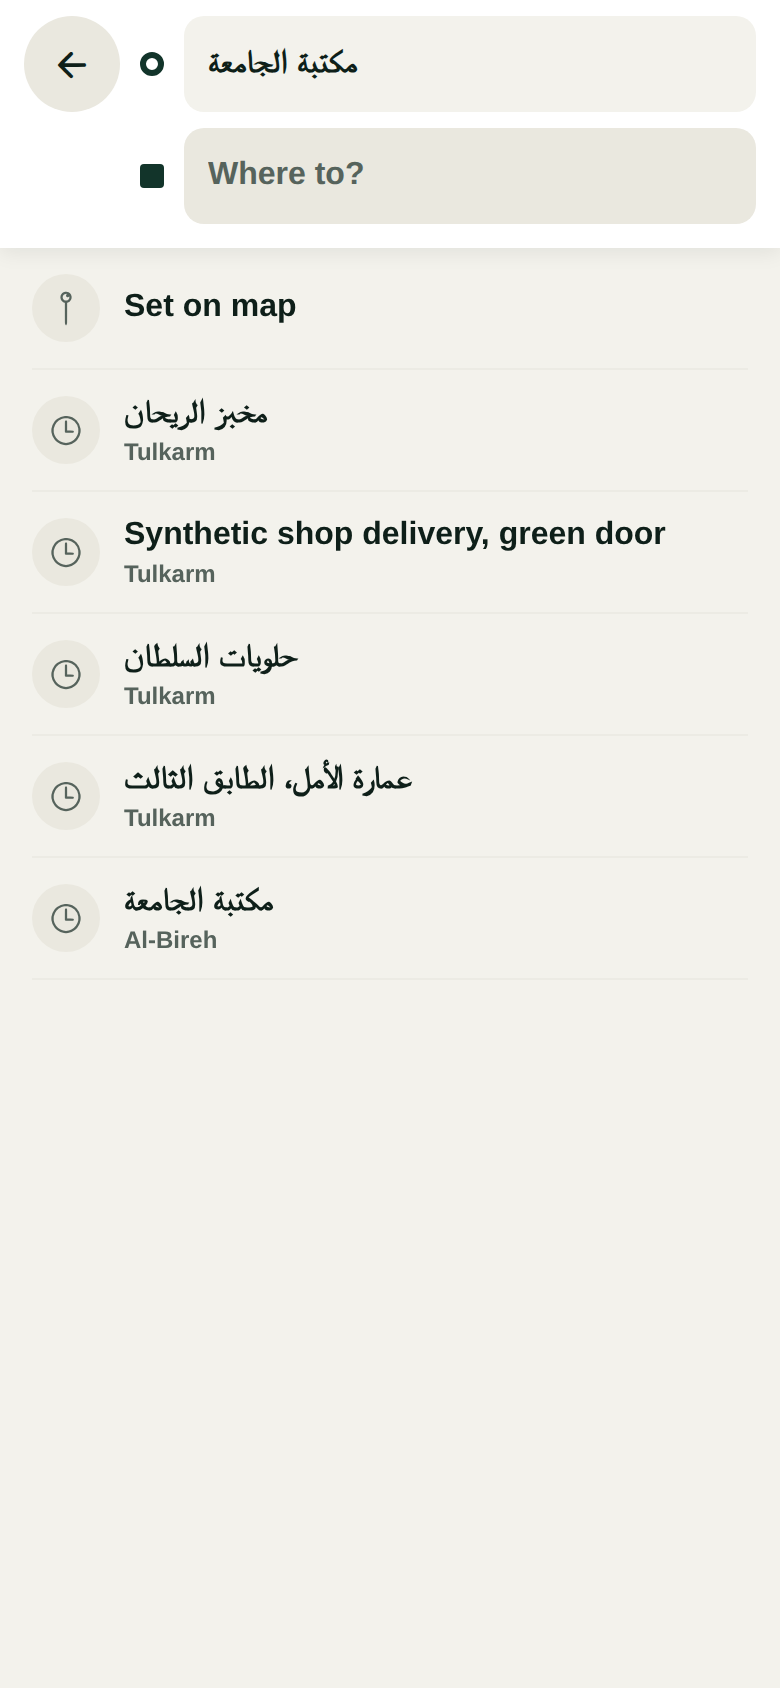 مكتبة الجامعة
Where to?
Set on map
مخبز الريحان
Tulkarm
Synthetic shop delivery, green door
Tulkarm
حلويات السلطان
Tulkarm
عمارة الأمل، الطابق الثالث
Tulkarm
مكتبة الجامعة
Al-Bireh